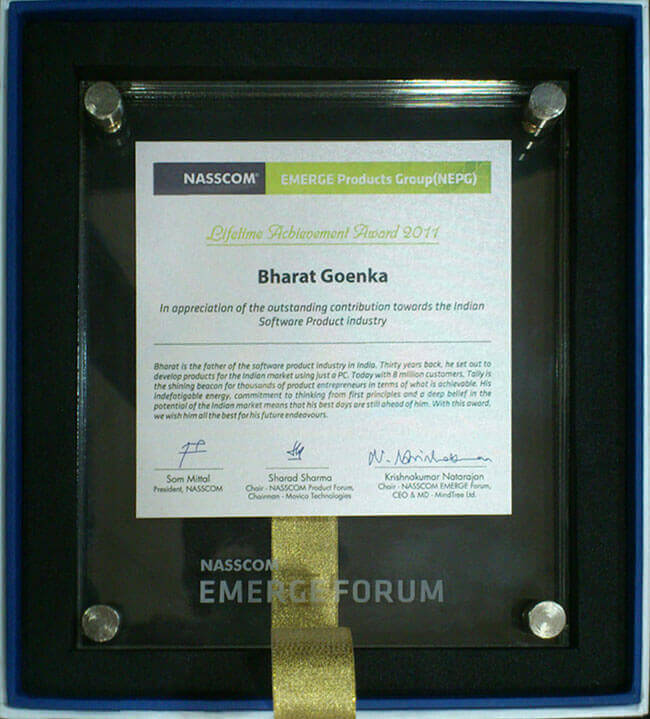 NASSCOM® EMERGE Products Group(NEPG)
Lifetime Achievement Award 2011
Bharat Goenka
In appreciation of the outstanding contribution towards the Indian
Software Product industry
Bharat is the father of the software product industry in India. Thirty years back, he set out to
develop products for the Indian market using just a PC. Today with 8 million customers, Tally is
the shining beacon for thousands of product entrepreneurs in terms of what is achievable. His
indefatigable energy, commitment to thinking from first principles and a deep belief in the
potential of the Indian market means that his best days are still ahead of him. With this award,
we wish him all the best for his future endeavours.
Som Mittal
President, NASSCOM
Sharad Sharma
Chair - NASSCOM Product Forum,
Chairman - Movico Technologies
N. Krishnakumar
Krishnakumar Natarajan
Chair - NASSCOM EMERGE Forum,
CEO & MD - MindTree Ltd.
NASSCOM
EMERGE FORUM